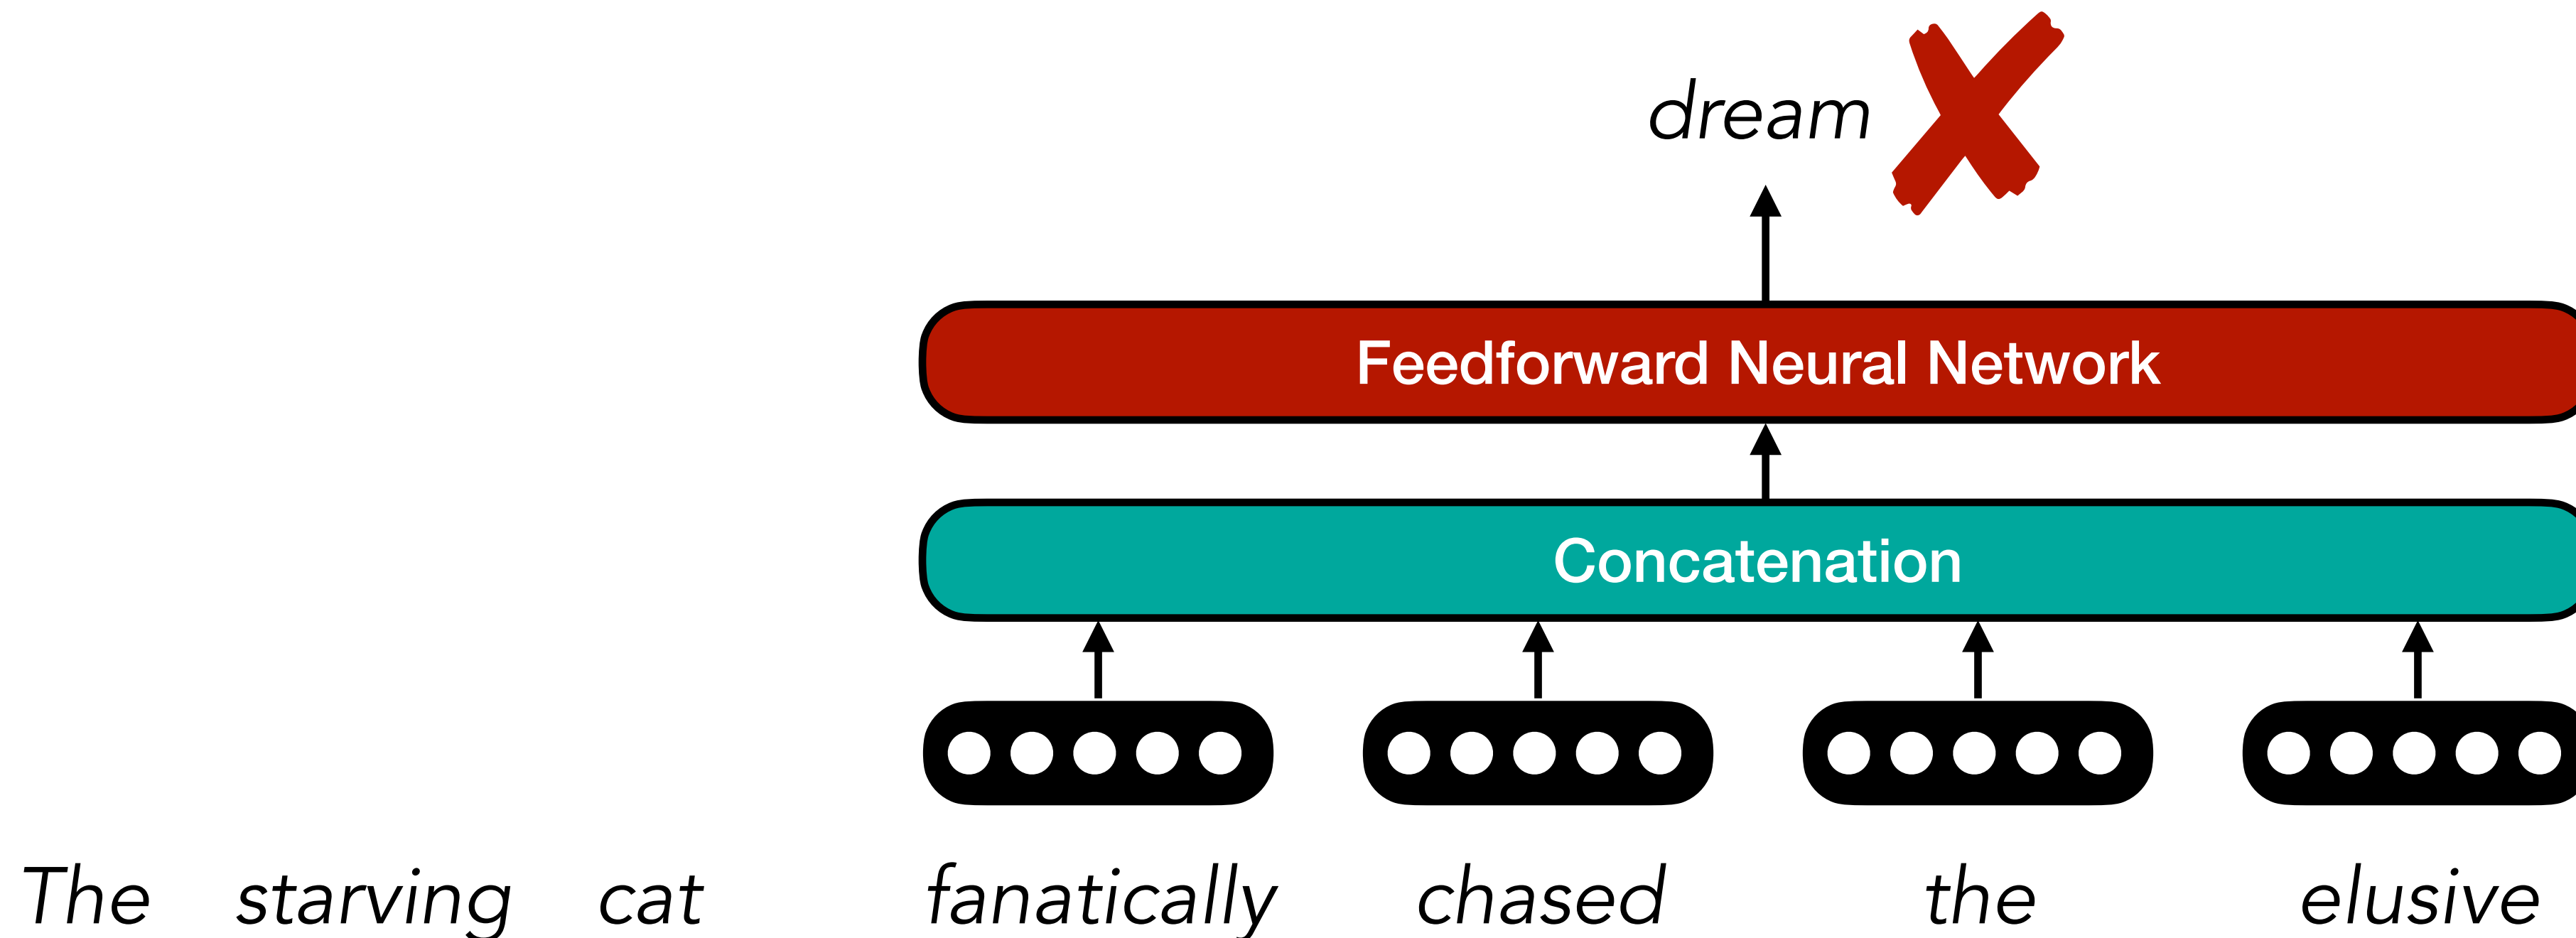 dream
Feedforward Neural Network
Concatenation
The starving cat fanatically chased the elusive